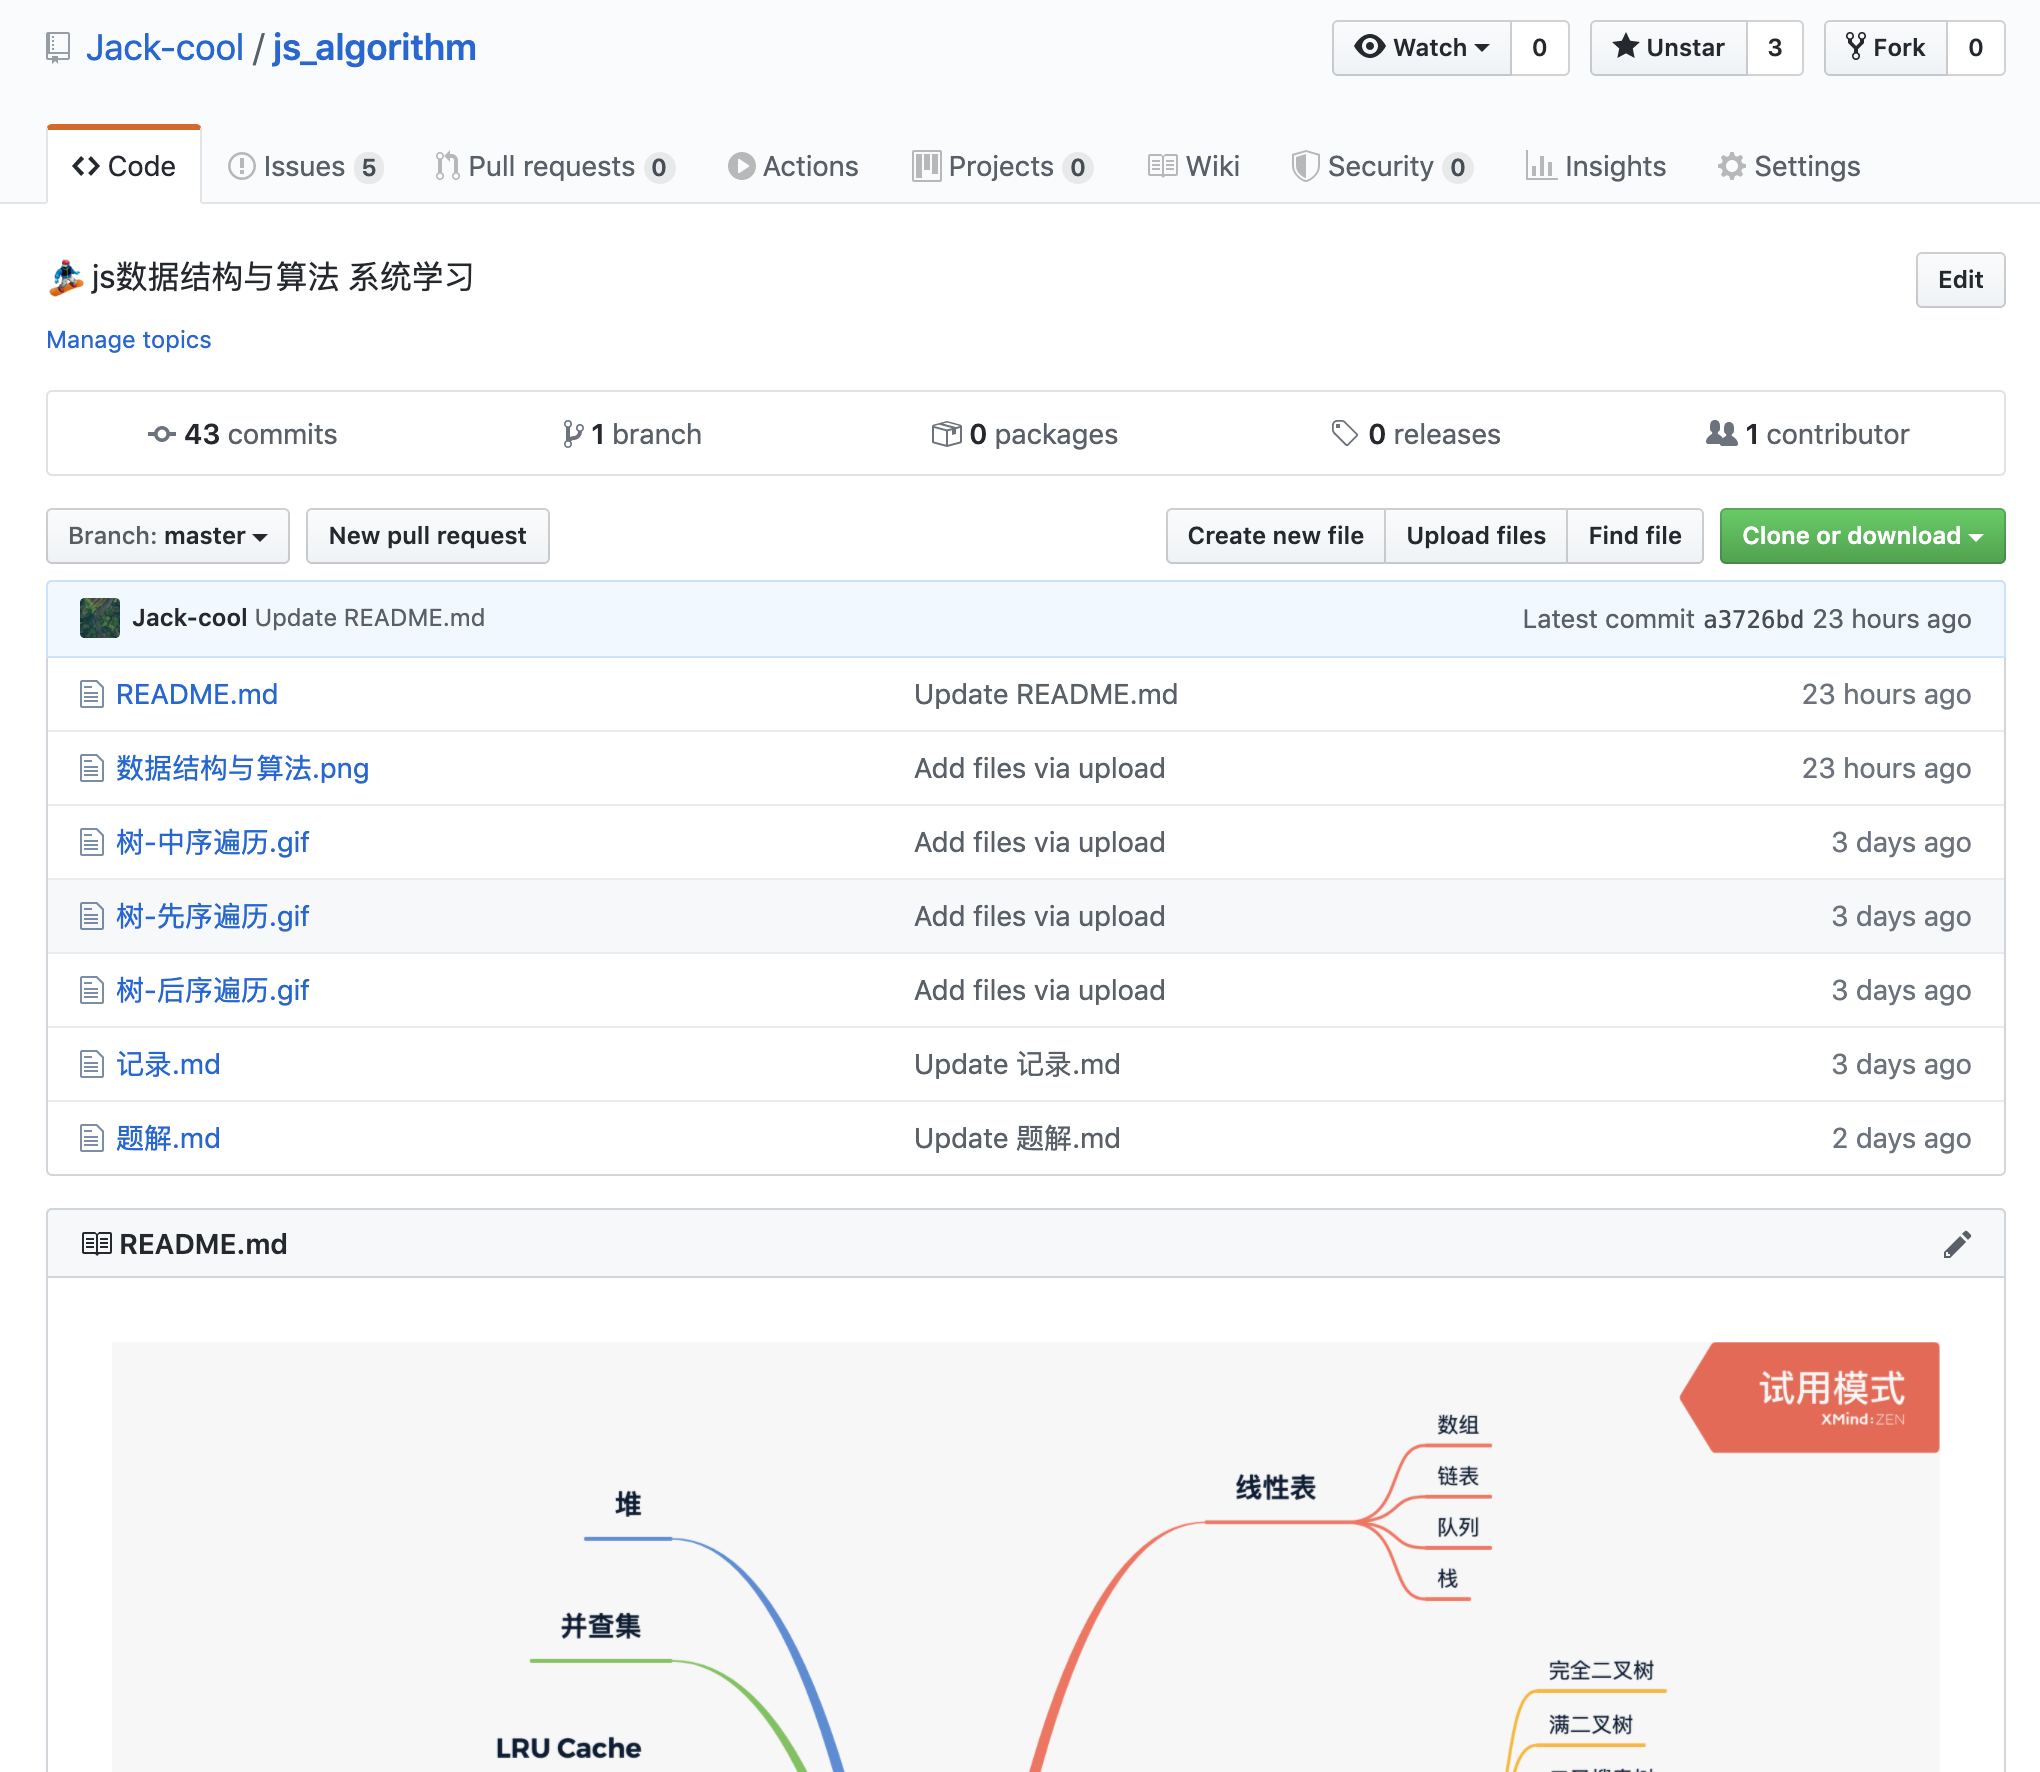 Jack-cool / js_algorithm
Watch 0 Unstar 3 Fork 0
Code Issues 5 Pull requests 0 Actions Projects 0 Wiki Security 0 Insights Settings
js数据结构与算法 系统学习
Edit
Manage topics
43 commits 1 branch 0 packages 0 releases 1 contributor
Branch: master New pull request Create new file Upload files Find file Clone or download
Jack-cool Update README.md Latest commit a3726bd 23 hours ago
README.md Update README.md 23 hours ago
数据结构与算法.png Add files via upload 23 hours ago
树-中序遍历.gif Add files via upload 3 days ago
树-先序遍历.gif Add files via upload 3 days ago
树-后序遍历.gif Add files via upload 3 days ago
记录.md Update 记录.md 3 days ago
题解.md Update 题解.md 2 days ago
README.md
试用模式
XMind:ZEN
数组
链表
线性表
队列
堆
栈
并查集
完全二叉树
满二叉树
LRU Cache